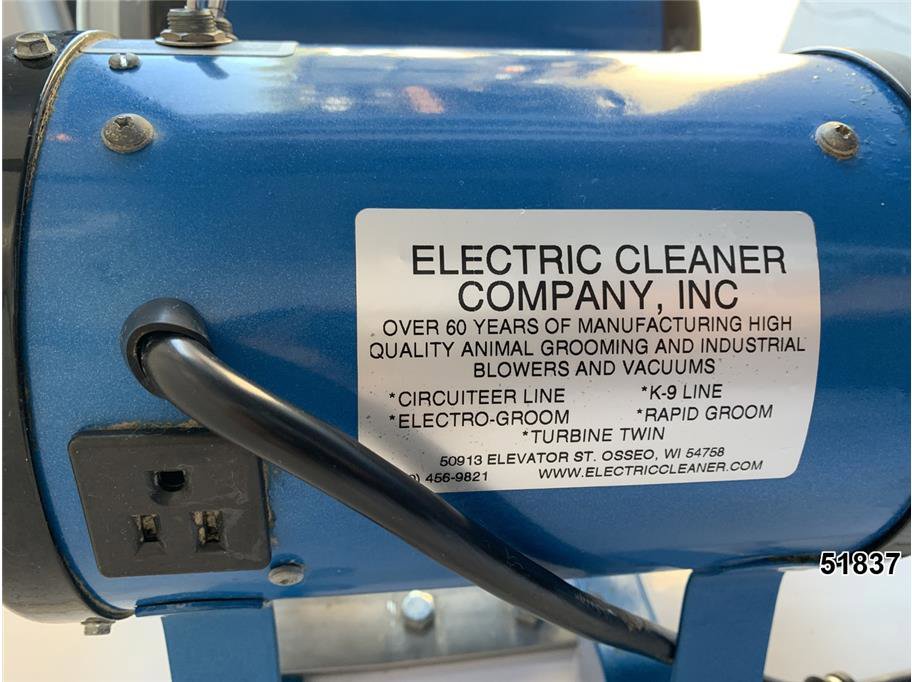 ELECTRIC CLEANER
COMPANY, INC
OVER 60 YEARS OF MANUFACTURING HIGH
QUALITY ANIMAL GROOMING AND INDUSTRIAL
BLOWERS AND VACUUMS
*CIRCUITEER LINE *K-9 LINE
*ELECTRO-GROOM *RAPID GROOM
*TURBINE TWIN
50913 ELEVATOR ST. OSSEO, WI 54758
456-9821 WWW.ELECTRICCLEANER.COM
51837